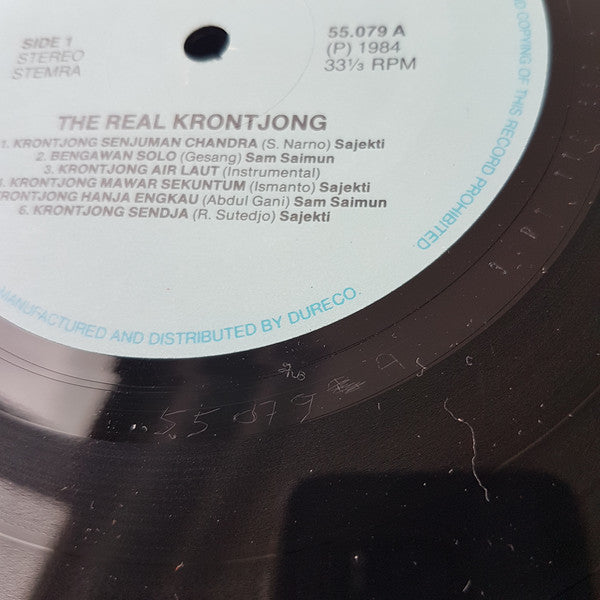 SIDE 1
STEREO
STEMRA
55.079 A
(P) 1984
33⅓ RPM
THE REAL KRONTJONG
1. KRONTJONG SENJUMAN CHANDRA (S. Narno) Sajekti
2. BENGAWAN SOLO (Gesang) Sam Saimun
3. KRONTJONG AIR LAUT (Instrumental)
. KRONTJONG MAWAR SEKUNTUM (Ismanto) Sajekti
KRONTJONG HANJA ENGKAU (Abdul Gani) Sam Saimun
6. KRONTJONG SENDJA (R. Sutedjo) Sajekti
MANUFACTURED AND DISTRIBUTED BY DURECO.
COPYING OF THIS RECORD PROHIBITED.
55.079